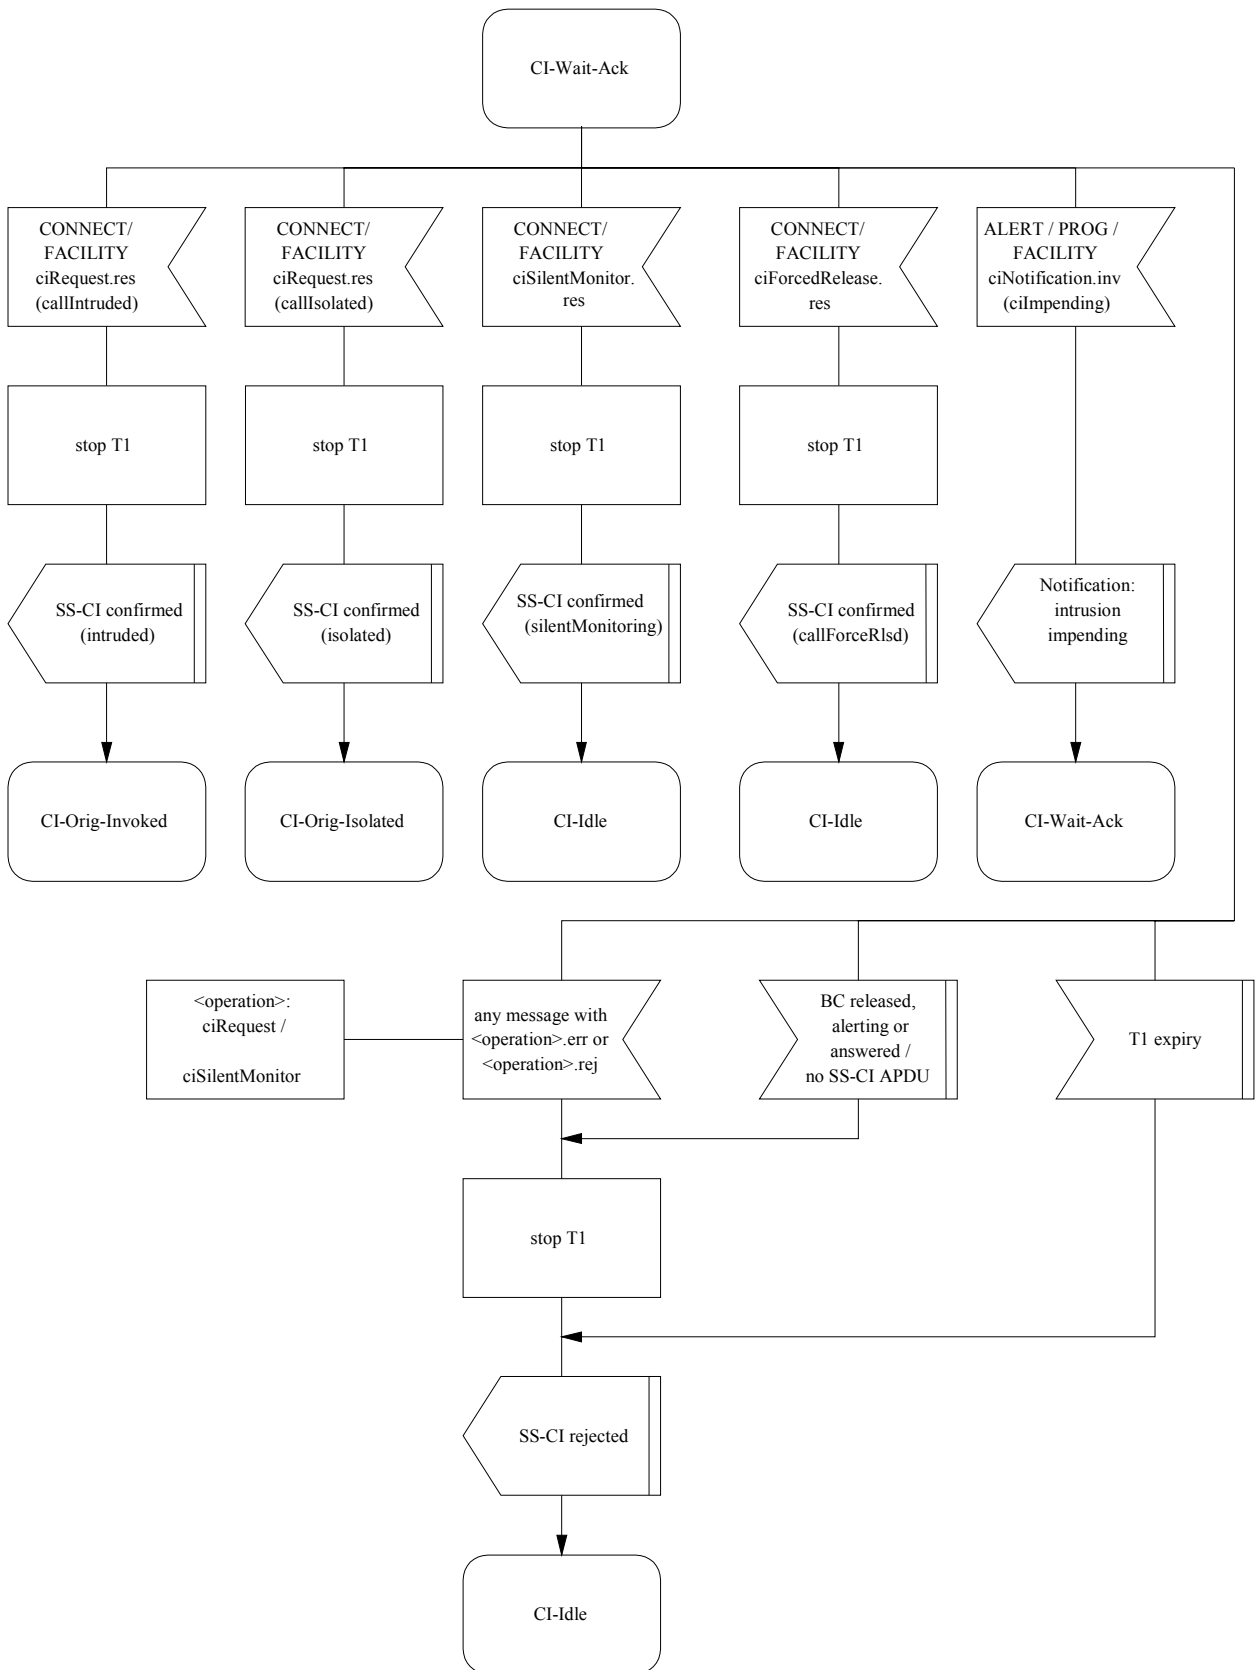 CI-Wait-Ack
CONNECT/
FACILITY
ciRequest.res
(callIntruded)
CONNECT/
FACILITY
ciRequest.res
(callIsolated)
CONNECT/
FACILITY
ciSilentMonitor.
res
CONNECT/
FACILITY
ciForcedRelease.
res
ALERT / PROG /
FACILITY
ciNotification.inv
(ciImpending)
stop T1
stop T1
stop T1
stop T1
SS-CI confirmed
(intruded)
SS-CI confirmed
(isolated)
SS-CI confirmed
(silentMonitoring)
SS-CI confirmed
(callForceRlsd)
Notification:
intrusion
impending
CI-Orig-Invoked
CI-Orig-Isolated
CI-Idle
CI-Idle
CI-Wait-Ack
<operation>:
ciRequest /
ciSilentMonitor
any message with
<operation>.err or
<operation>.rej
BC released,
alerting or
answered /
no SS-CI APDU
T1 expiry
stop T1
SS-CI rejected
CI-Idle